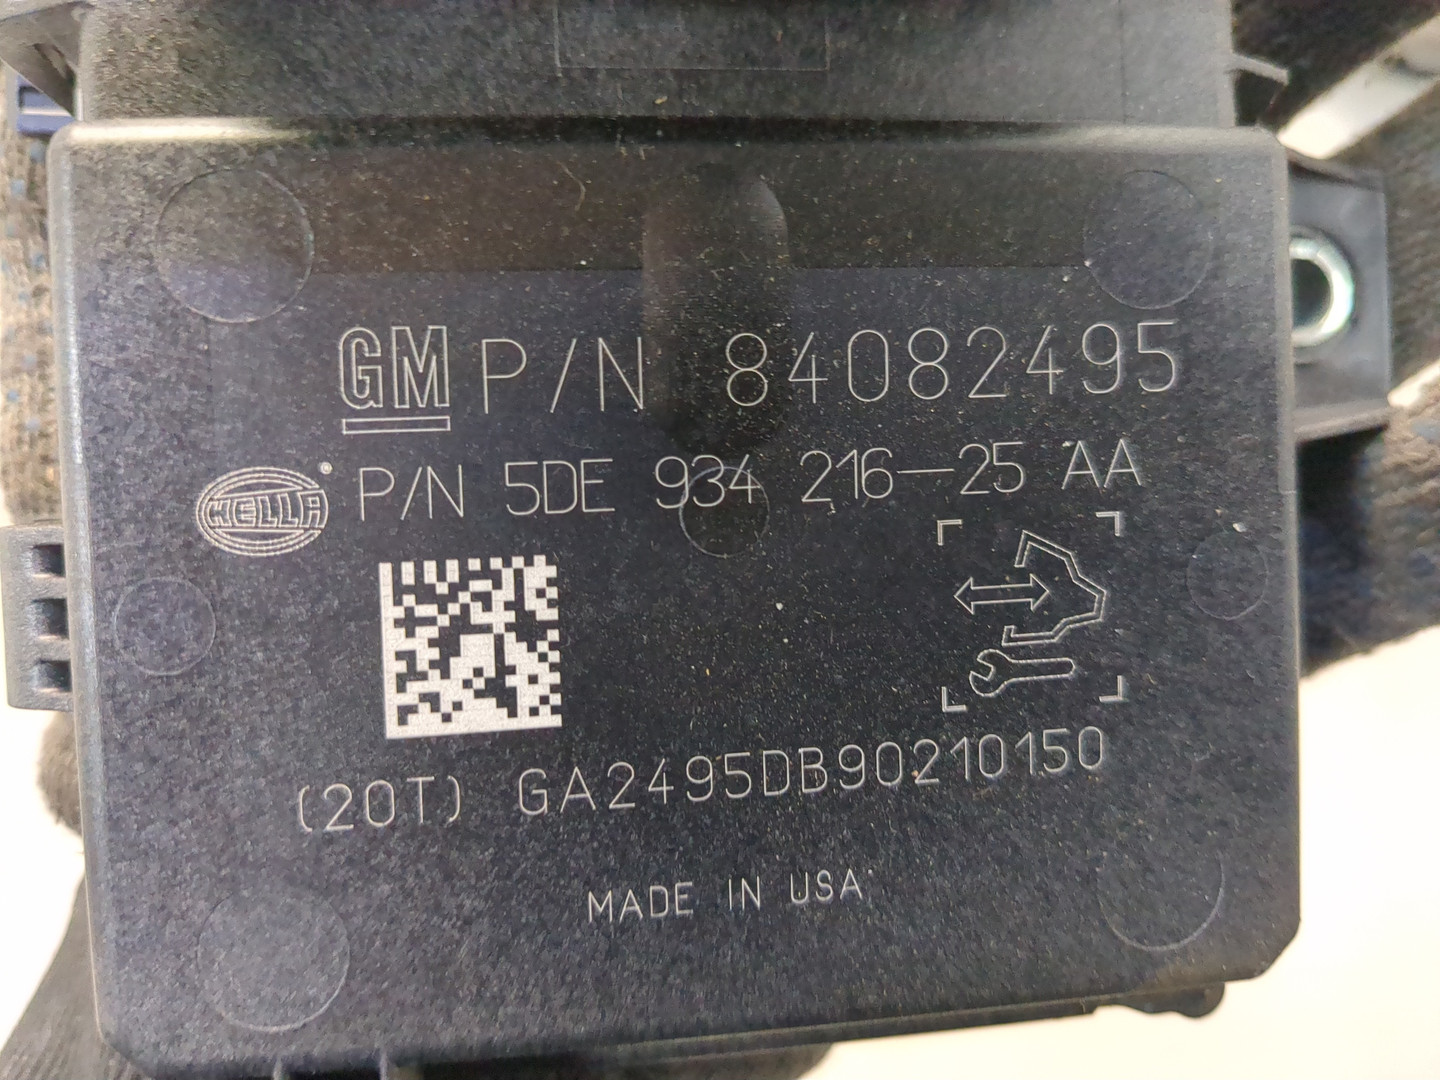 GM P/N 84082495
HELLA P/N 5DE 934 216-25 AA
(20T) GA2495DB90210150
MADE IN USA